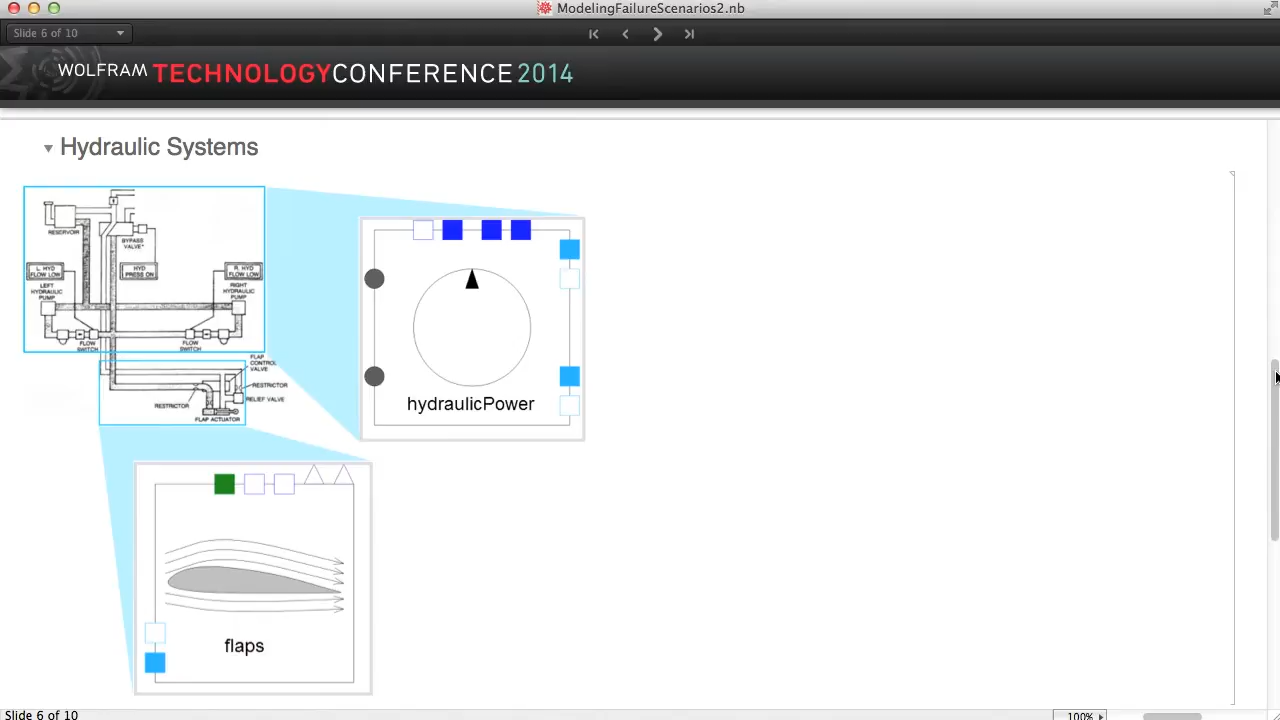 ModelingFailureScenarios2.nb
Slide 6 of 10
WOLFRAM TECHNOLOGYCONFERENCE 2014
Hydraulic Systems
RESERVOIR
BYPASS
VALVE*
L. HYD
FLOW LOW
HYD
PRESS ON
R. HYD
FLOW LOW
LEFT
HYDRAULIC
PUMP
RIGHT
HYDRAULIC
PUMP
FLOW
SWITCH
FLOW
SWITCH
FLAP
CONTROL
VALVE
RESTRICTOR
RELIEF VALVE
RESTRICTOR
FLAP ACTUATOR
hydraulicPower
flaps
Slide 6 of 10
100%